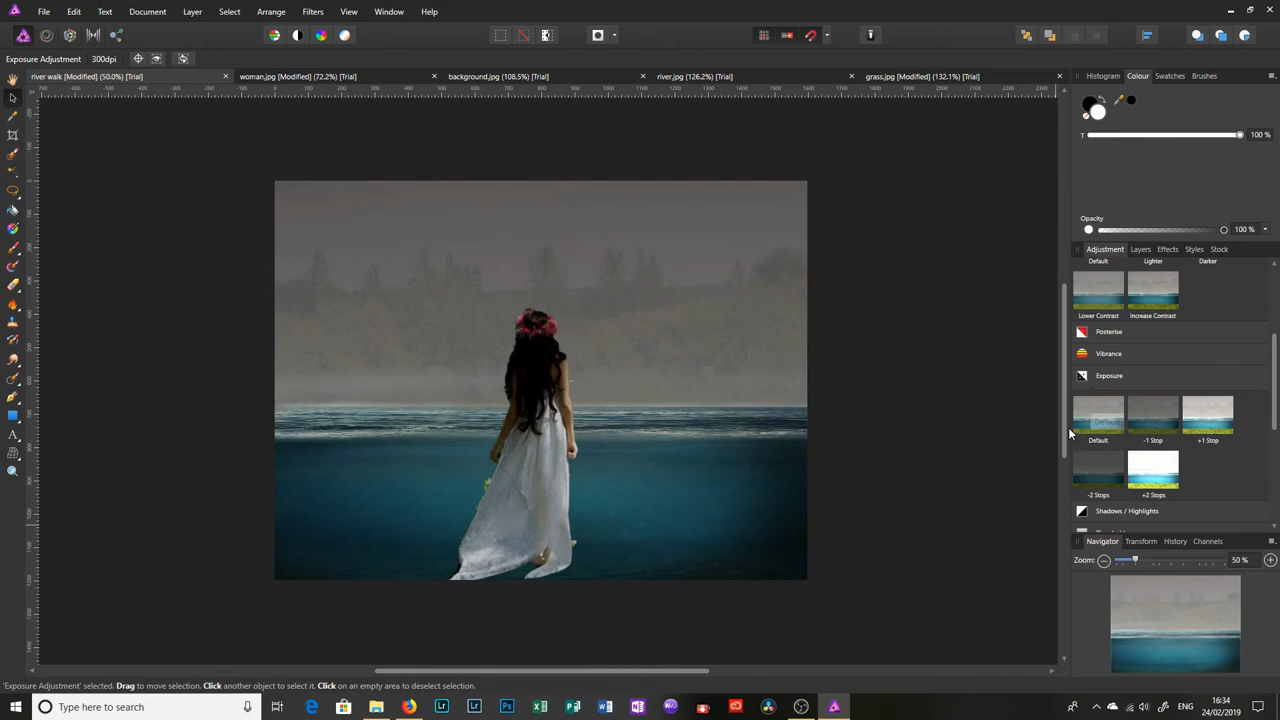 File Edit Text Document Layer Select Arrange Filters View Window Help
Exposure Adjustment 300dpi
river walk [Modified] (50.0%) [Trial] woman.jpg [Modified] (72.2%) [Trial] background.jpg (108.5%) [Trial] river.jpg (126.2%) [Trial] grass.jpg [Modified] (132.1%) [Trial]
Histogram Colour Swatches Brushes
T 100 %
Opacity
100 %
Adjustment Layers Effects Styles Stock
Default Lighter Darker
Lower Contrast Increase Contrast
Posterise
Vibrance
Exposure
Default
Default -1 Stop +1 Stop
-2 Stops +2 Stops
Shadows / Highlights
Navigator Transform History Channels
Zoom: 50 %
'Exposure Adjustment' selected. Drag to move selection. Click another object to select it. Click on an empty area to deselect selection.
Type here to search
16:34
24/02/2019